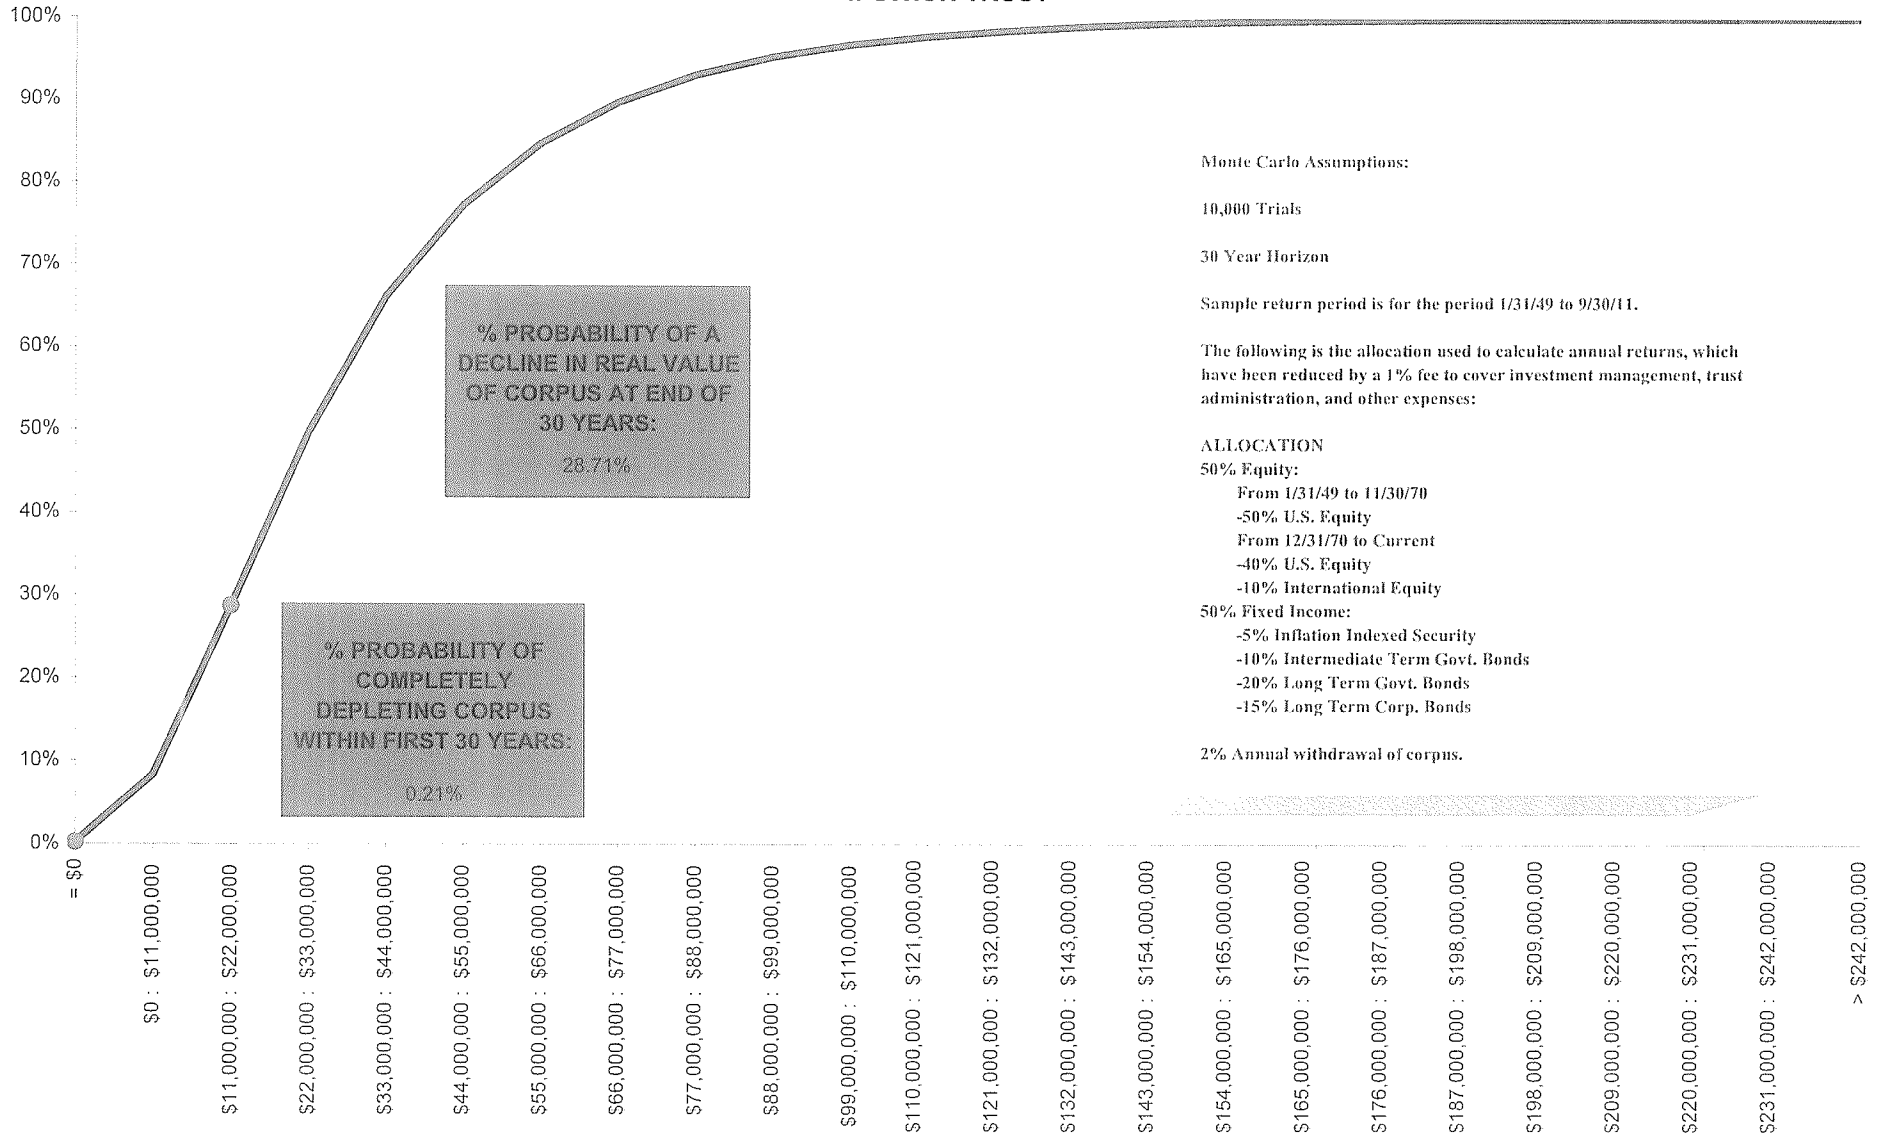 100%
90%
80%
70%
60%
50%
40%
30%
20%
10%
0%
% PROBABILITY OF A
DECLINE IN REAL VALUE
OF CORPUS AT END OF
30 YEARS:
28.71%
% PROBABILITY OF
COMPLETELY
DEPLETING CORPUS
WITHIN FIRST 30 YEARS:
0.21%
Monte Carlo Assumptions:
10,000 Trials
30 Year Horizon
Sample return period is for the period 1/31/49 to 9/30/11.
The following is the allocation used to calculate annual returns, which
have been reduced by a 1% fee to cover investment management, trust
administration, and other expenses:
ALLOCATION
50% Equity:
From 1/31/49 to 11/30/70
-50% U.S. Equity
From 12/31/70 to Current
-40% U.S. Equity
-10% International Equity
50% Fixed Income:
-5% Inflation Indexed Security
-10% Intermediate Term Govt. Bonds
-20% Long Term Govt. Bonds
-15% Long Term Corp. Bonds
2% Annual withdrawal of corpus.
= $0
$0 : $11,000,000
$11,000,000 : $22,000,000
$22,000,000 : $33,000,000
$33,000,000 : $44,000,000
$44,000,000 : $55,000,000
$55,000,000 : $66,000,000
$66,000,000 : $77,000,000
$77,000,000 : $88,000,000
$88,000,000 : $99,000,000
$99,000,000 : $110,000,000
$110,000,000 : $121,000,000
$121,000,000 : $132,000,000
$132,000,000 : $143,000,000
$143,000,000 : $154,000,000
$154,000,000 : $165,000,000
$165,000,000 : $176,000,000
$176,000,000 : $187,000,000
$187,000,000 : $198,000,000
$198,000,000 : $209,000,000
$209,000,000 : $220,000,000
$220,000,000 : $231,000,000
$231,000,000 : $242,000,000
> $242,000,000